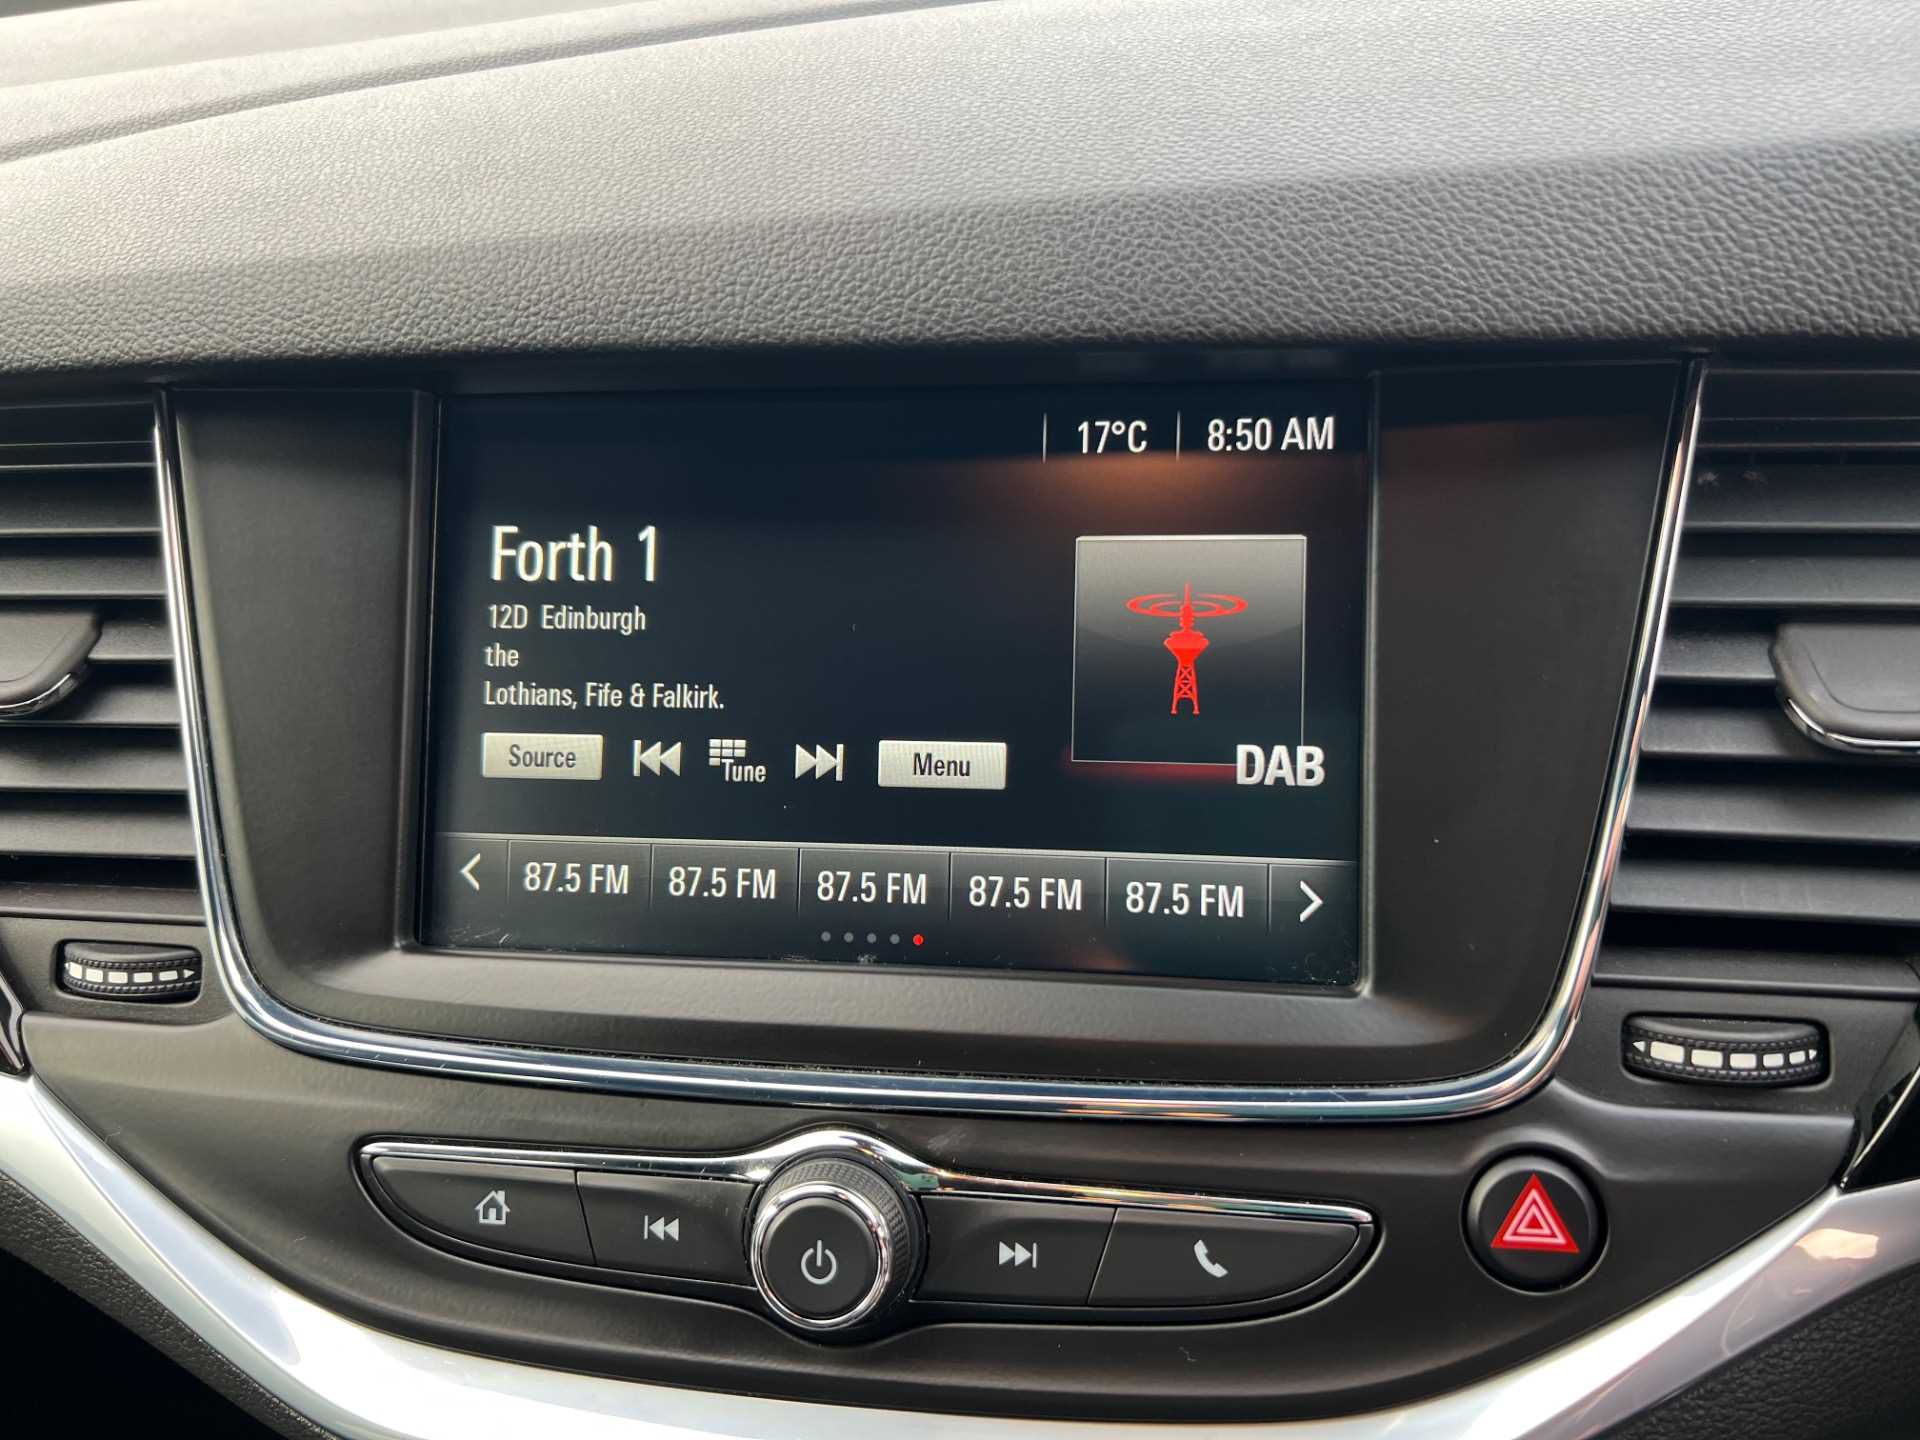 17°C 8:50 AM
Forth 1
12D Edinburgh
the
Lothians, Fife & Falkirk.
Source Tune Menu
DAB
87.5 FM 87.5 FM 87.5 FM 87.5 FM 87.5 FM